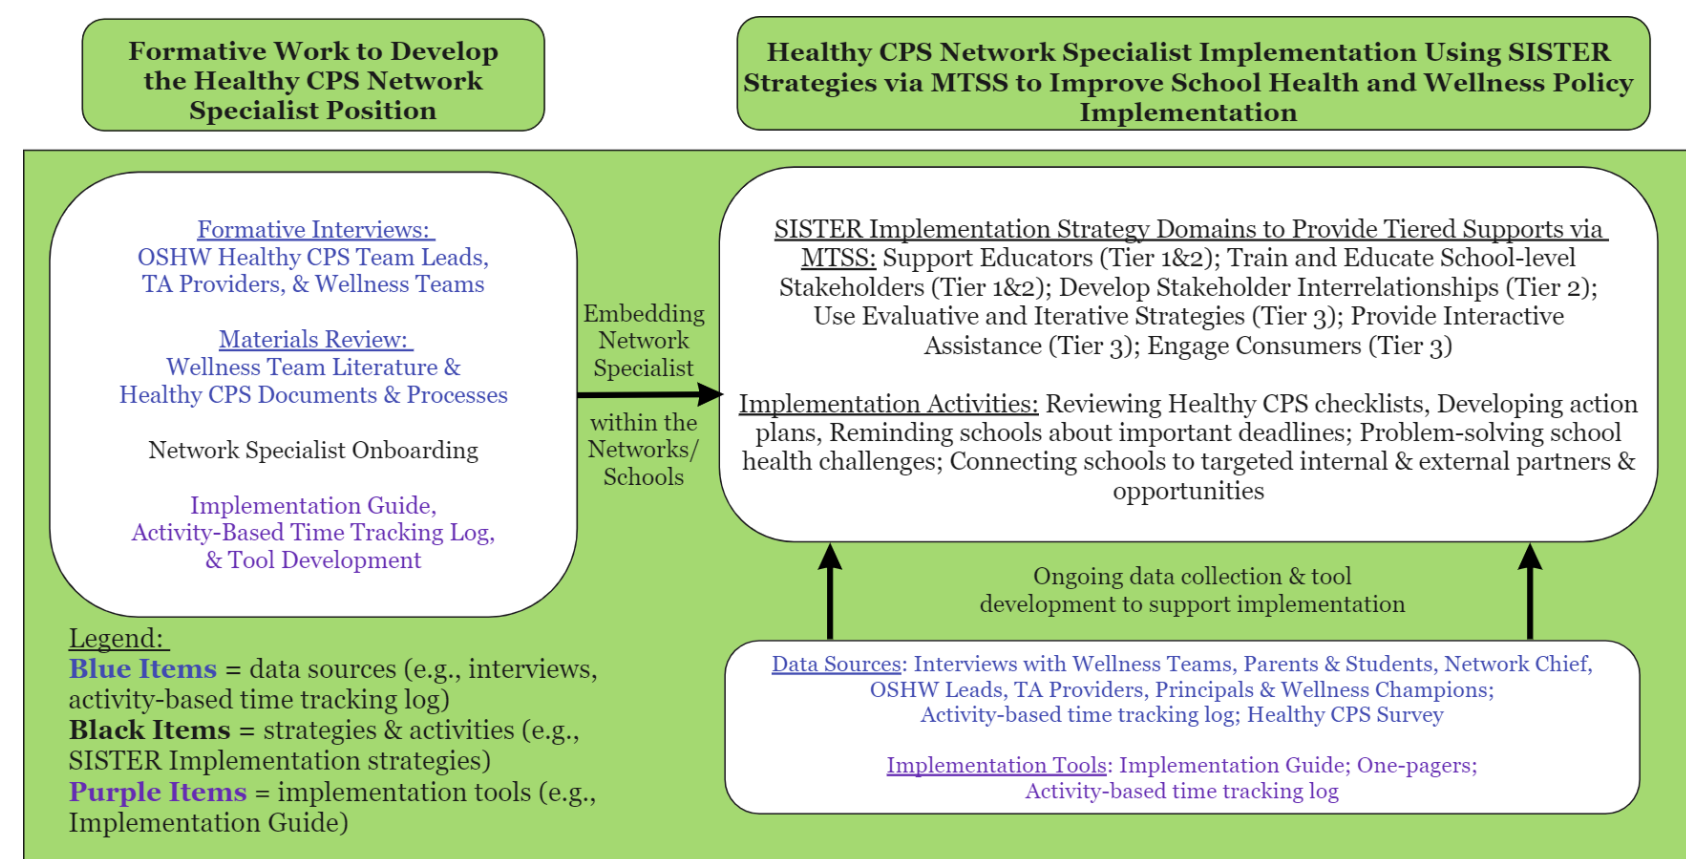 Formative Work to Develop
the Healthy CPS Network
Specialist Position
Healthy CPS Network Specialist Implementation Using SISTER
Strategies via MTSS to Improve School Health and Wellness Policy
Implementation
Formative Interviews:
OSHW Healthy CPS Team Leads,
TA Providers, & Wellness Teams
Materials Review:
Wellness Team Literature &
Healthy CPS Documents & Processes
Network Specialist Onboarding
Implementation Guide,
Activity-Based Time Tracking Log,
& Tool Development
Embedding
Network
Specialist
within the
Networks/
Schools
SISTER Implementation Strategy Domains to Provide Tiered Supports via
MTSS: Support Educators (Tier 1&2); Train and Educate School-level
Stakeholders (Tier 1&2); Develop Stakeholder Interrelationships (Tier 2);
Use Evaluative and Iterative Strategies (Tier 3); Provide Interactive
Assistance (Tier 3); Engage Consumers (Tier 3)
Implementation Activities: Reviewing Healthy CPS checklists, Developing action
plans, Reminding schools about important deadlines; Problem-solving school
health challenges; Connecting schools to targeted internal & external partners &
opportunities
Ongoing data collection & tool
development to support implementation
Data Sources: Interviews with Wellness Teams, Parents & Students, Network Chief,
OSHW Leads, TA Providers, Principals & Wellness Champions;
Activity-based time tracking log; Healthy CPS Survey
Implementation Tools: Implementation Guide; One-pagers;
Activity-based time tracking log
Legend:
Blue Items = data sources (e.g., interviews,
activity-based time tracking log)
Black Items = strategies & activities (e.g.,
SISTER Implementation strategies)
Purple Items = implementation tools (e.g.,
Implementation Guide)